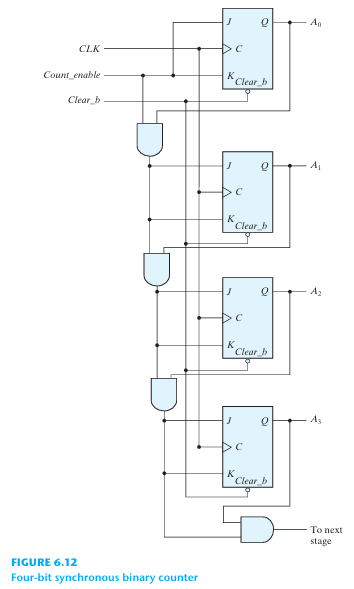 J Q A0
CLK C
Count_enable K
Clear_b
Clear_b
J Q A1
C
K
Clear_b
J Q A2
C
K
Clear_b
J Q A3
C
K
Clear_b
To next
stage
FIGURE 6.12
Four-bit synchronous binary counter